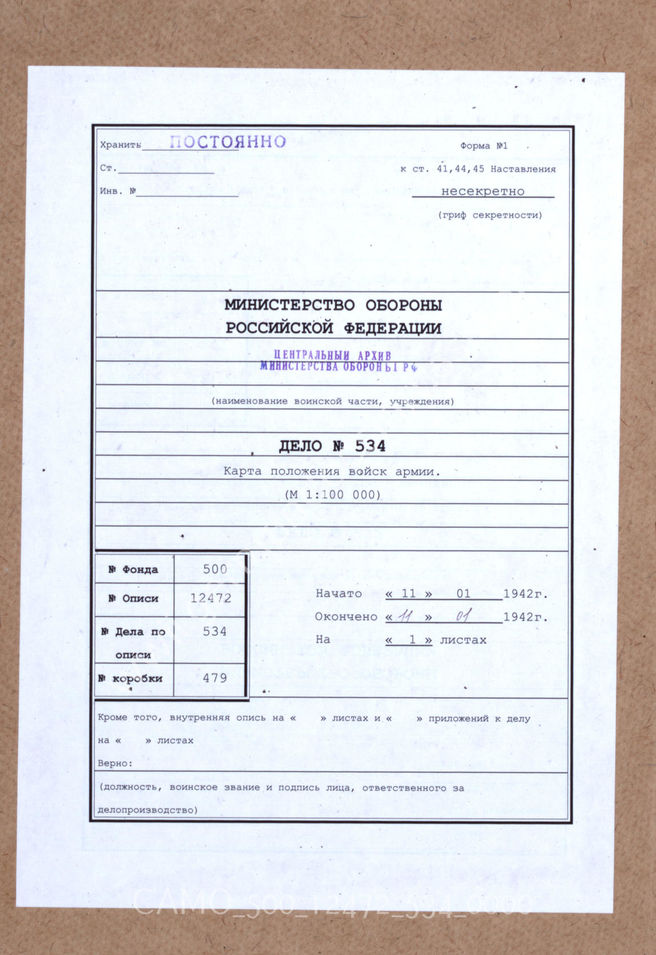 Хранить ПОСТОЯННО
Форма №1
Ст.
к ст. 41,44,45 Наставления
Инв. №
несекретно
(гриф секретности)
МИНИСТЕРСТВО ОБОРОНЫ
РОССИЙСКОЙ ФЕДЕРАЦИИ
ЦЕНТРАЛЬНЫЙ АРХИВ
МИНИСТЕРСТВА ОБОРОНЫ РФ
(наименование воинской части, учреждения)
ДЕЛО № 534
Карта положения войск армии.
(М 1:100 000)
№ Фонда 500
№ Описи 12472
№ Дела по описи 534
№ коробки 479
Начато « 11 » 01 1942г.
Окончено « 11 » 01 1942г.
На « 1 » листах
Кроме того, внутренняя опись на « » листах и « » приложений к делу
на « » листах
Верно:
(должность, воинское звание и подпись лица, ответственного за
делопроизводство)
CAMO_500_12472_534_0000